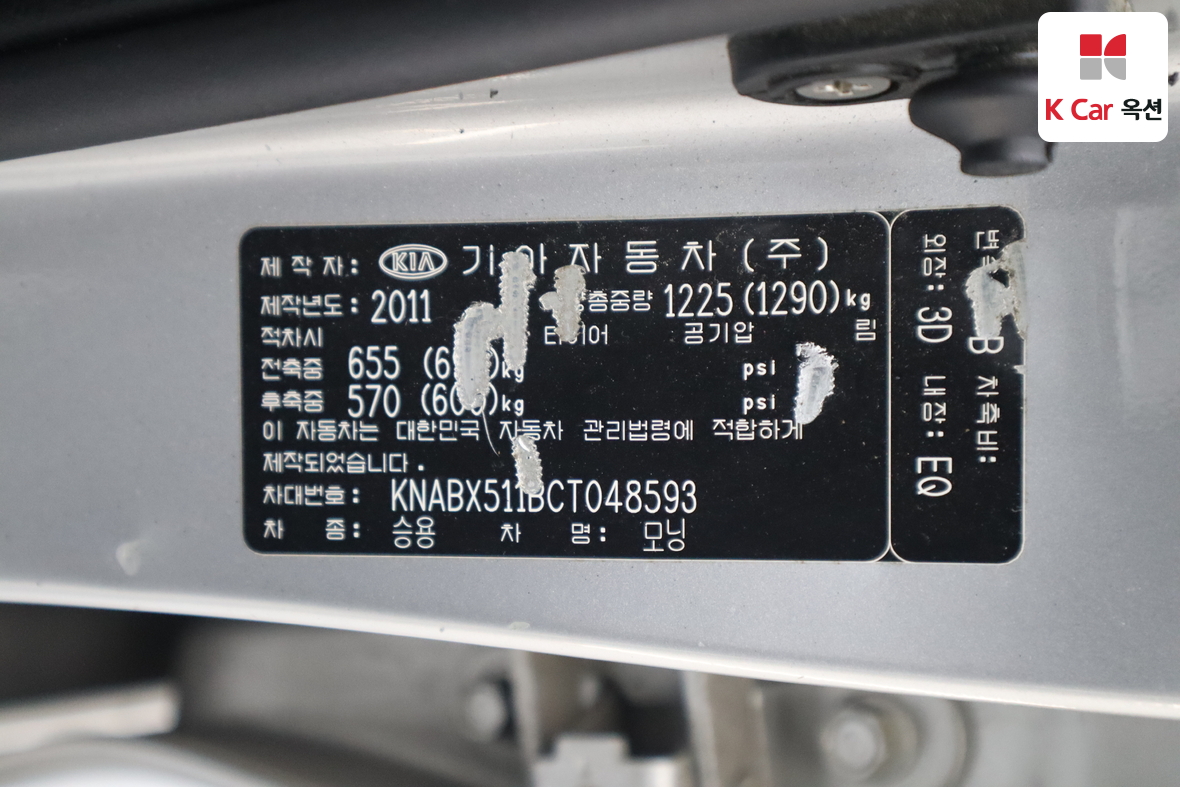 제 작 자 : KIA 기아자동차(주)
제작년도 : 2011 총중량 1225(1290)kg
적차시 타이어 공기압 림
전축중 655 kg psi
후축중 570 kg psi
이 자동차는 대한민국 자동차 관리법령에 적합하게
제작되었습니다.
차대번호 : KNABX511BCT048593
차 종 : 승용 차 명 : 모닝
B 차축비:
외장: 3D 내장: EQ
K Car 옥션